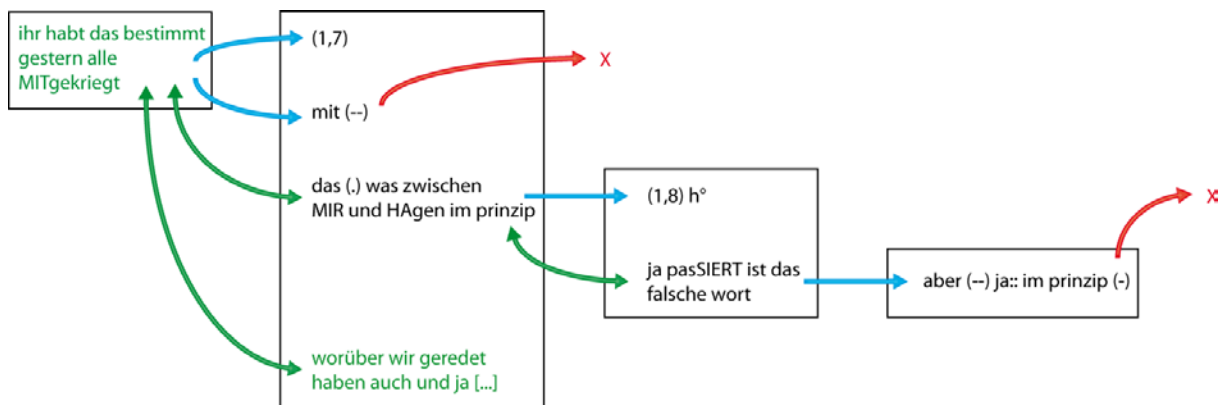 ihr habt das bestimmt
gestern alle
MITgekriegt
(1,7)
X
mit (--)
das (.) was zwischen
MIR und HAgen im prinzip
(1,8) h°
X
ja pasSIERT ist das
falsche wort
aber (--) ja:: im prinzip (-)
worüber wir geredet
haben auch und ja [...]